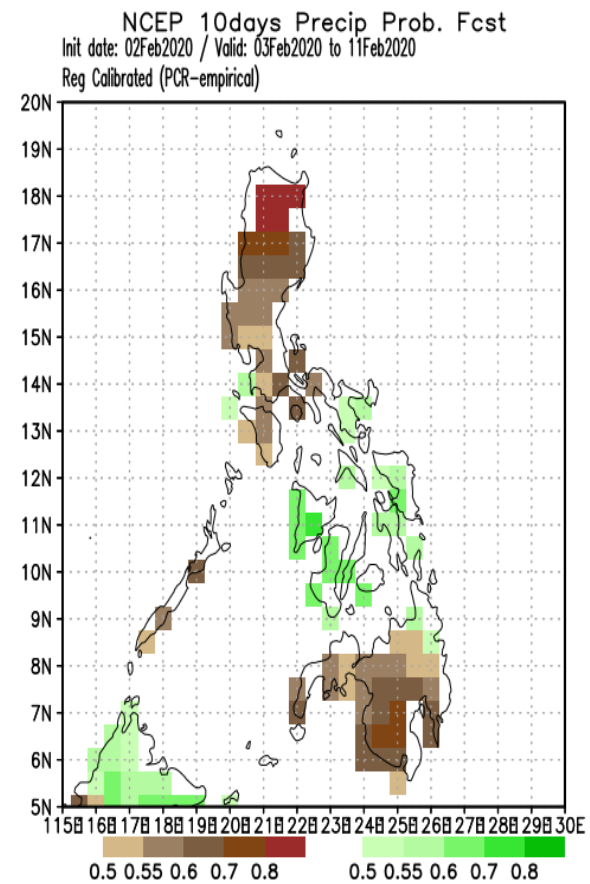 NCEP 10days Precip Prob. Fcst
Init date: 02Feb2020 / Valid: 03Feb2020 to 11Feb2020
Reg Calibrated (PCR-empirical)
20N
19N
18N
17N
16N
15N
14N
13N
12N
11N
10N
9N
8N
7N
6N
5N
115E 116E 117E 118E 119E 120E 121E 122E 123E 124E 125E 126E 127E 128E 129E 130E
0.5 0.55 0.6 0.7 0.8 0.5 0.55 0.6 0.7 0.8